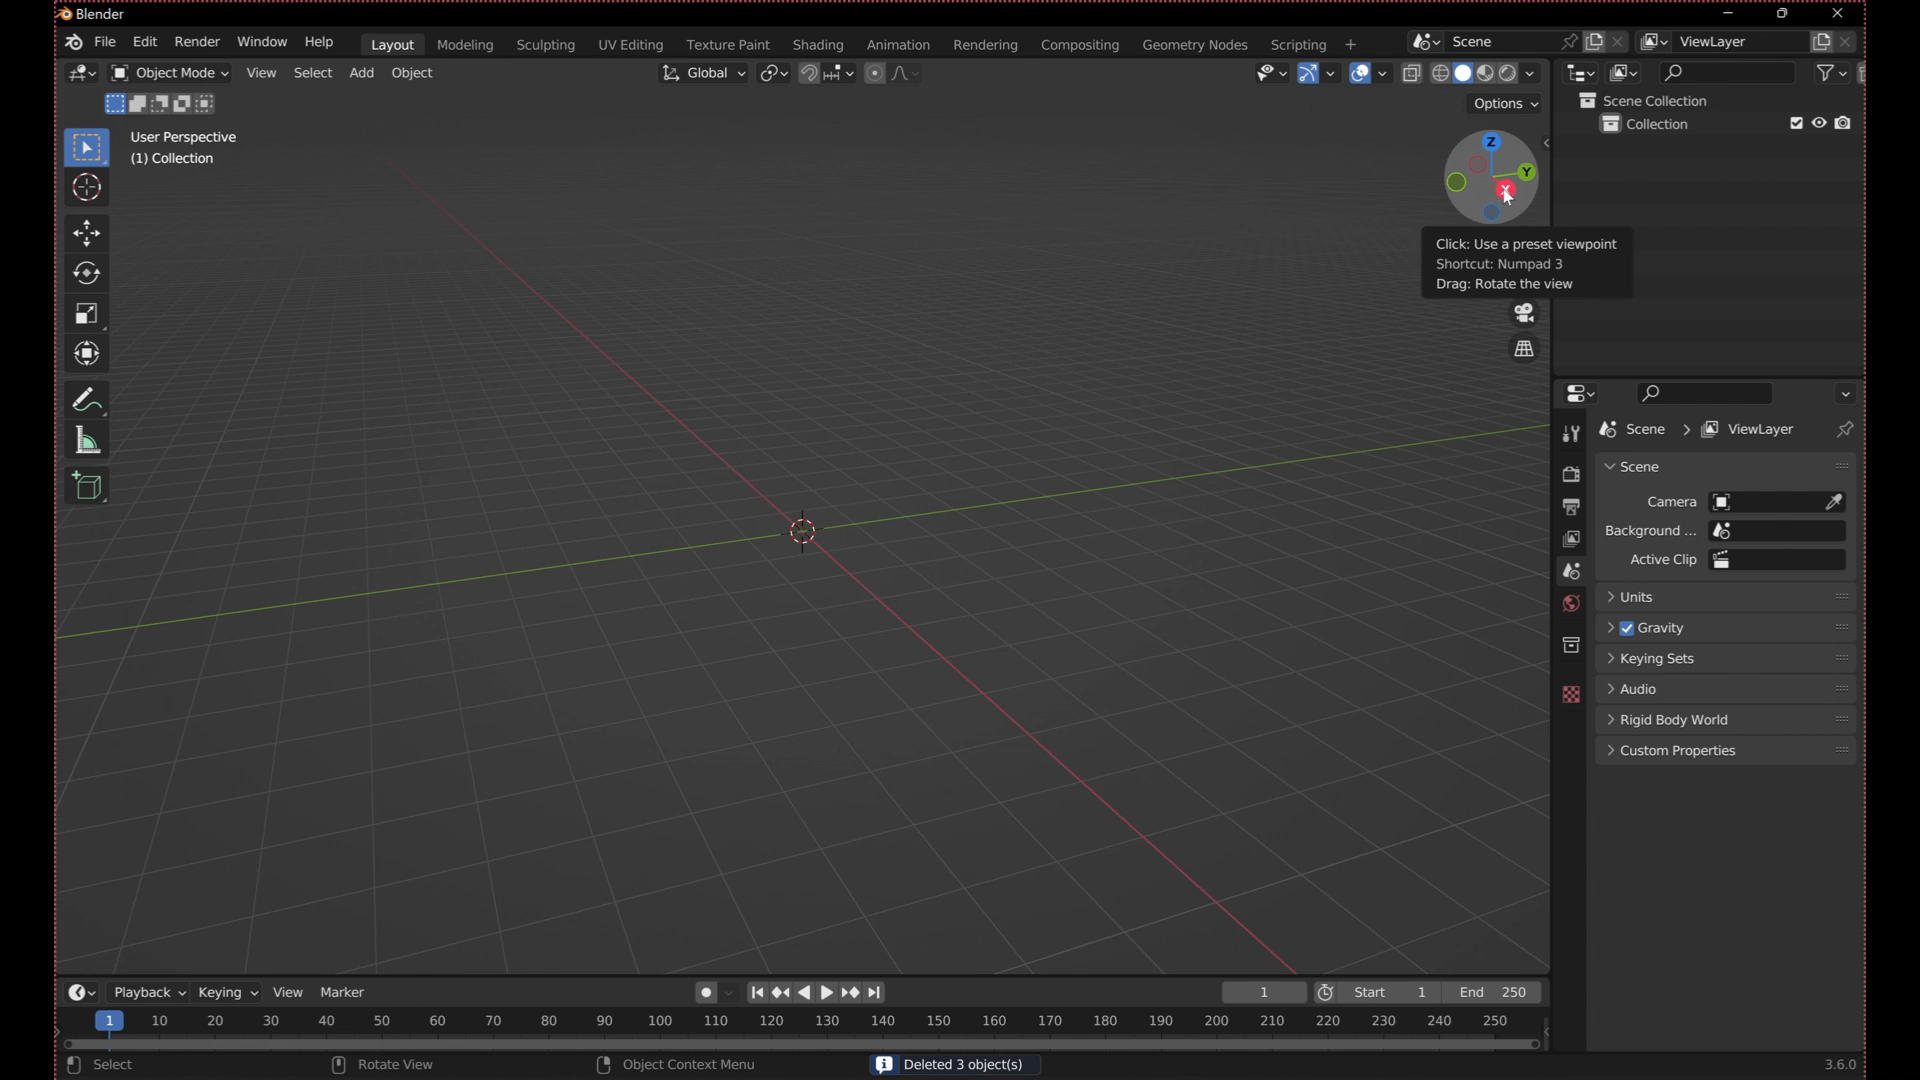 Blender
File Edit Render Window Help Layout Modeling Sculpting UV Editing Texture Paint Shading Animation Rendering Compositing Geometry Nodes Scripting + Scene ViewLayer
Object Mode View Select Add Object Global
Options
User Perspective
(1) Collection
Z
Y
X
Click: Use a preset viewpoint
Shortcut: Numpad 3
Drag: Rotate the view
Scene Collection
Collection
Scene > ViewLayer
Scene
Camera
Background ...
Active Clip
Units
Gravity
Keying Sets
Audio
Rigid Body World
Custom Properties
Playback Keying View Marker 1 Start 1 End 250
1 10 20 30 40 50 60 70 80 90 100 110 120 130 140 150 160 170 180 190 200 210 220 230 240 250
Select Rotate View Object Context Menu Deleted 3 object(s) 3.6.0